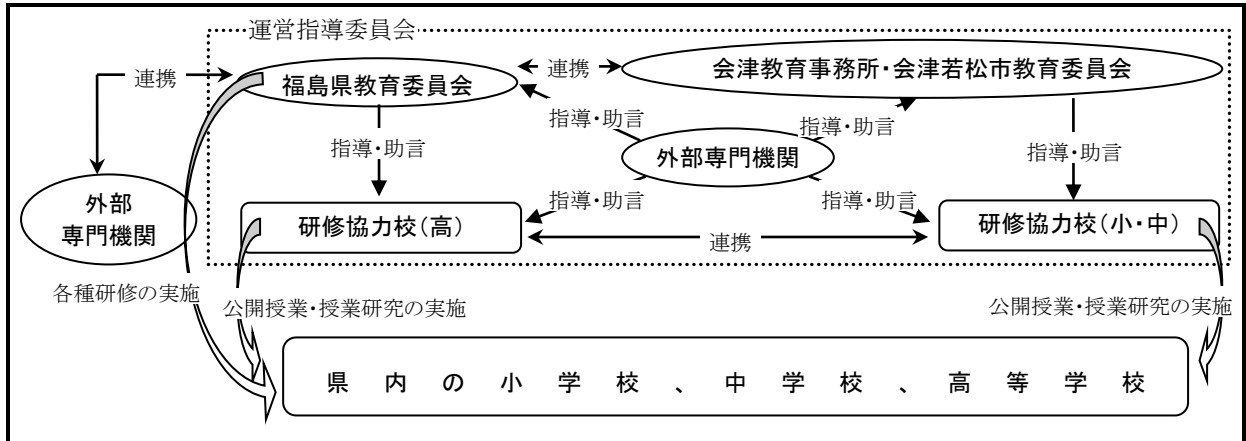 運営指導委員会
連携
福島県教育委員会
連携
会津教育事務所・会津若松市教育委員会
指導・助言
指導・助言
指導・助言
外部専門機関
指導・助言
外部
専門機関
指導・助言
指導・助言
研修協力校(高)
連携
研修協力校(小・中)
各種研修の実施
公開授業・授業研究の実施
公開授業・授業研究の実施
県内の小学校、中学校、高等学校